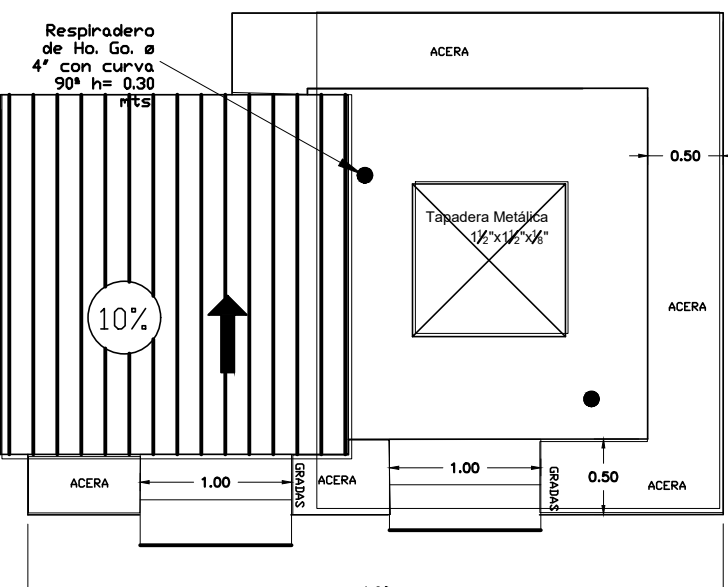 Respiradero
de Ho. Go. ø
4" con curva
90° h= 0.30
mts
ACERA
0.50
Tapadera Metálica
1½"x1½"x⅛"
10%
ACERA
ACERA
1.00
GRADAS
ACERA
1.00
GRADAS
0.50
ACERA